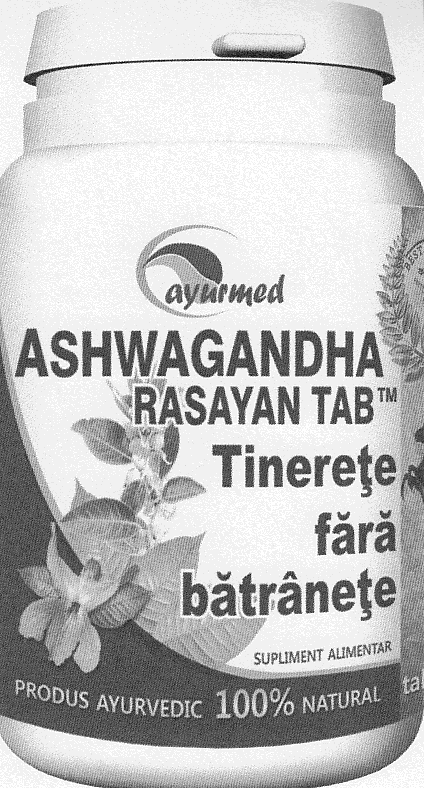 ayurmed
ASHWAGANDHA
RASAYAN TAB™
Tinereţe
fără
bătrâneţe
SUPLIMENT ALIMENTAR
PRODUS AYURVEDIC 100% NATURAL